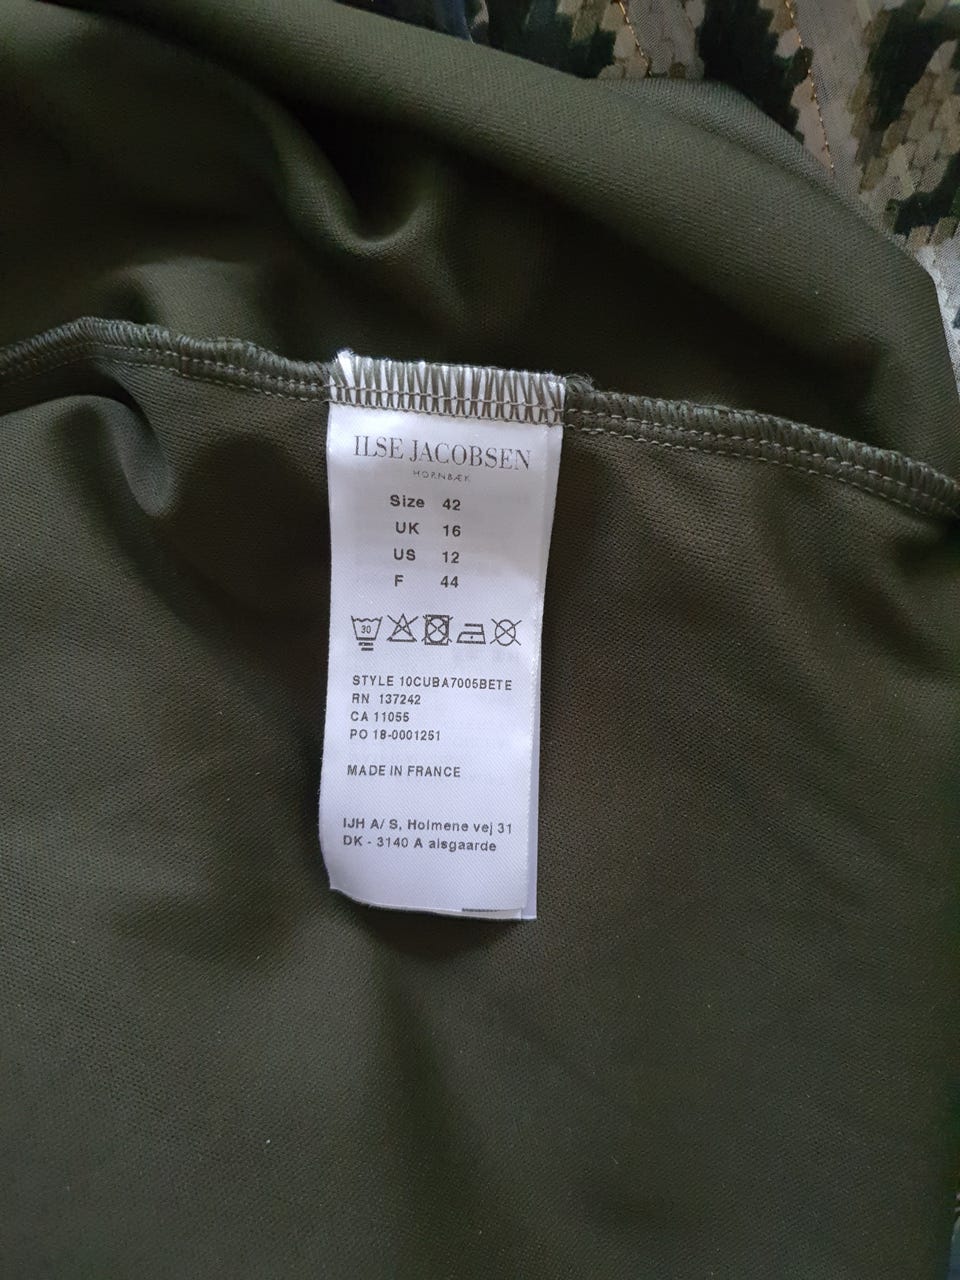 ILSE JACOBSEN
HORNBÆK
Size 42
UK 16
US 12
F 44
30
STYLE 10CUBA7005BETE
RN 137242
CA 11055
PO 18-0001251
MADE IN FRANCE
IJH A/ S, Holmene vej 31
DK - 3140 A alsgaarde